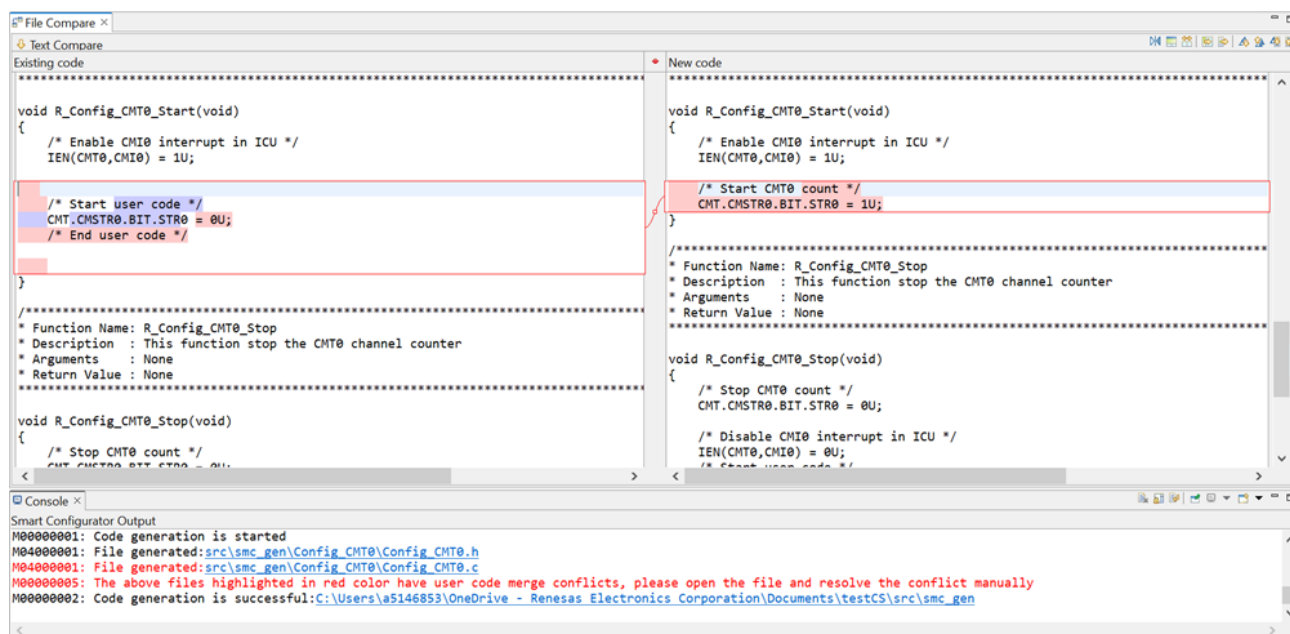 File Compare ×
Text Compare
Existing code
New code
*******************************************************************************
void R_Config_CMT0_Start(void)
{
    /* Enable CMI0 interrupt in ICU */
    IEN(CMT0,CMI0) = 1U;
    /* Start user code */
    CMT.CMSTR0.BIT.STR0 = 0U;
    /* End user code */
}
/******************************************************************************
* Function Name: R_Config_CMT0_Stop
* Description  : This function stop the CMT0 channel counter
* Arguments    : None
* Return Value : None
*******************************************************************************
void R_Config_CMT0_Stop(void)
{
    /* Stop CMT0 count */
    CMT.CMSTR0.BIT.STR0 = 0U;
*******************************************************************************
void R_Config_CMT0_Start(void)
{
    /* Enable CMI0 interrupt in ICU */
    IEN(CMT0,CMI0) = 1U;
    /* Start CMT0 count */
    CMT.CMSTR0.BIT.STR0 = 1U;
}
/******************************************************************************
* Function Name: R_Config_CMT0_Stop
* Description  : This function stop the CMT0 channel counter
* Arguments    : None
* Return Value : None
*******************************************************************************
void R_Config_CMT0_Stop(void)
{
    /* Stop CMT0 count */
    CMT.CMSTR0.BIT.STR0 = 0U;
    /* Disable CMI0 interrupt in ICU */
    IEN(CMT0,CMI0) = 0U;
    /* Start user code */
Console ×
Smart Configurator Output
M00000001: Code generation is started
M04000001: File generated:src\smc_gen\Config_CMT0\Config_CMT0.h
M04000001: File generated:src\smc_gen\Config_CMT0\Config_CMT0.c
M00000005: The above files highlighted in red color have user code merge conflicts, please open the file and resolve the conflict manually
M00000002: Code generation is successful:C:\Users\a5146853\OneDrive - Renesas Electronics Corporation\Documents\testCS\src\smc_gen